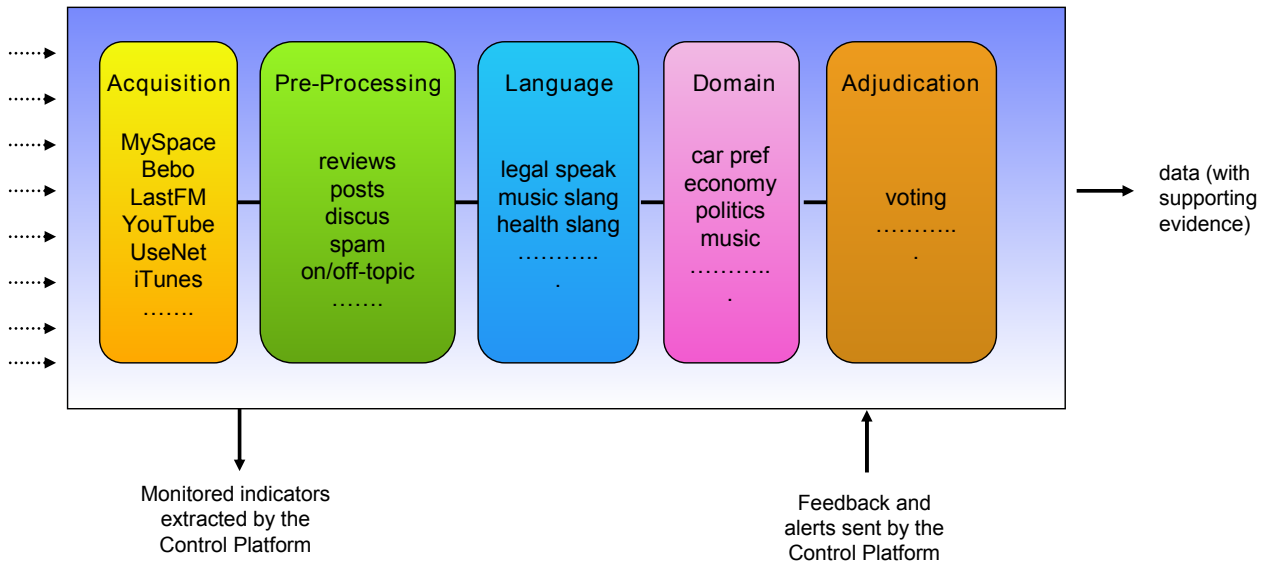 Acquisition
MySpace
Bebo
LastFM
YouTube
UseNet
iTunes
…….
Pre-Processing
reviews
posts
discus
spam
on/off-topic
…….
Language
legal speak
music slang
health slang
………..
.
Domain
car pref
economy
politics
music
………..
.
Adjudication
voting
………..
.
data (with
supporting
evidence)
Monitored indicators
extracted by the
Control Platform
Feedback and
alerts sent by the
Control Platform